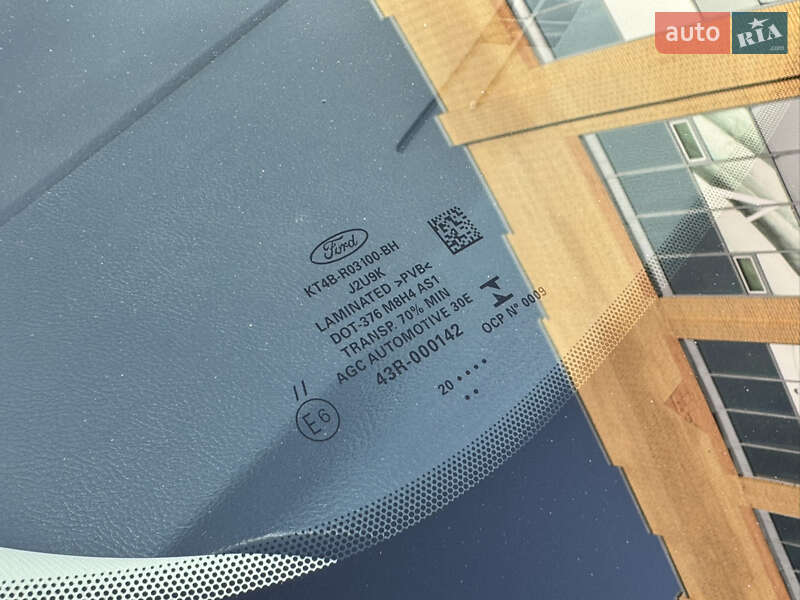 auto RIA
Ford
KT4B-R03100-BH
J2U9K
LAMINATED >PVB<
DOT-376 M8H4 AS1
TRANSP. 70% MIN
AGC AUTOMOTIVE 30E
43R-000142
OCP N° 0009
20 ••••
••
//
E6